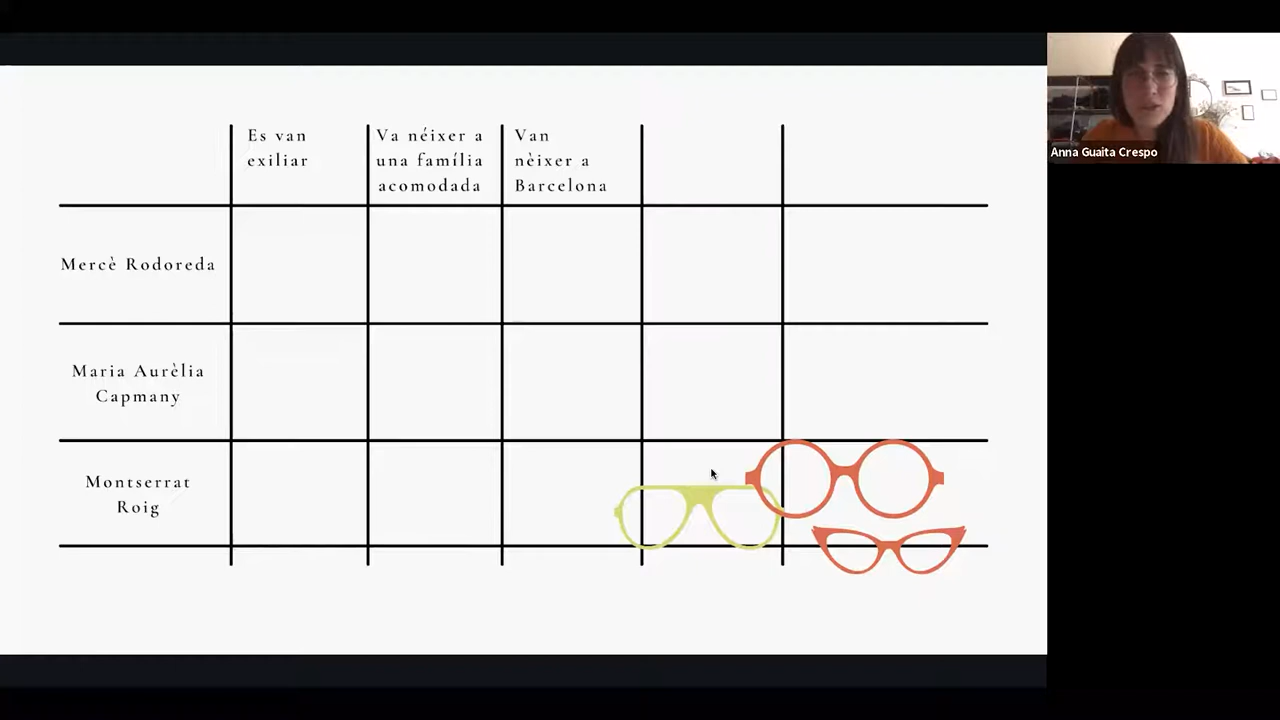 Es van
exiliar
Va néixer a
una família
acomodada
Van
nèixer a
Barcelona
Mercè Rodoreda
Maria Aurèlia
Capmany
Montserrat
Roig
Anna Guaita Crespo